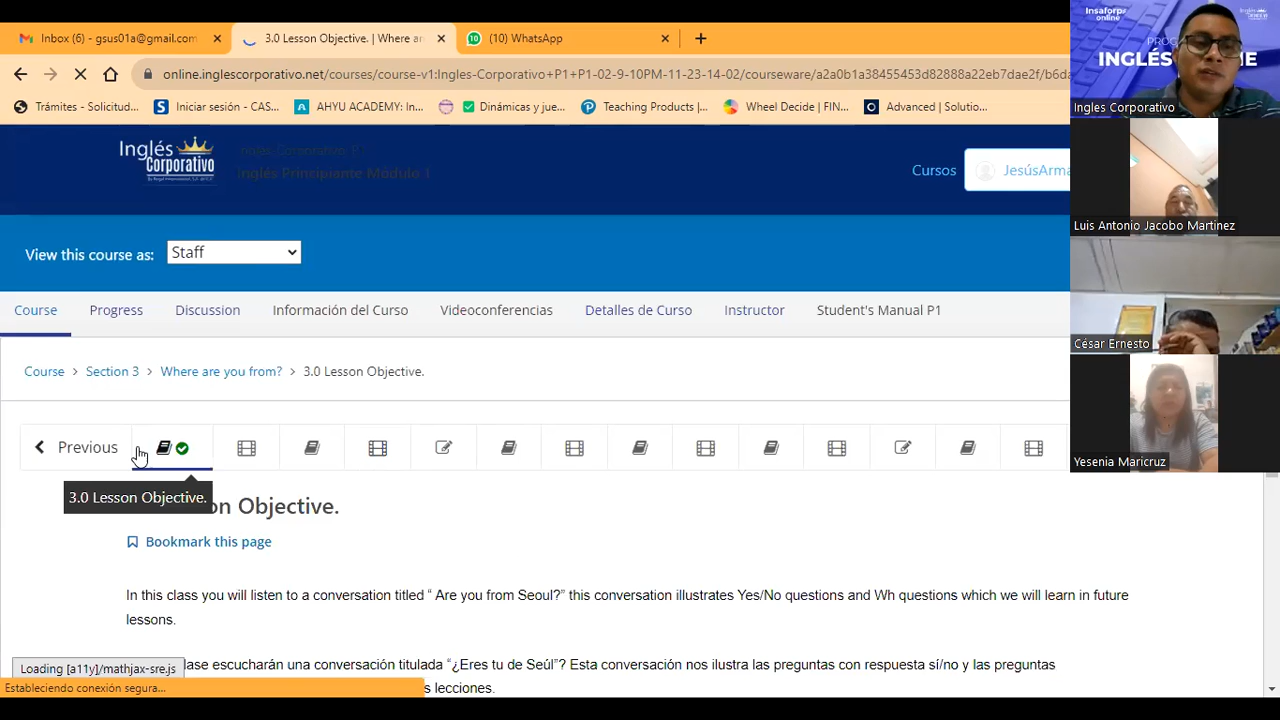 Inbox (6) - gsus01a@gmail.com
3.0 Lesson Objective. | Where ar
(10) WhatsApp
online.inglescorporativo.net/courses/course-v1:Ingles-Corporativo+P1+P1-02-9-10PM-11-23-14-02/courseware/a2a0b1a38455453d82888a22eb7dae2f/b6da
Trámites - Solicitud...
Iniciar sesión - CAS...
AHYU ACADEMY: In...
Dinámicas y jue...
Teaching Products |...
Wheel Decide | FIN...
Advanced | Solutio...
Inglés Corporativo
Inglés Principiante Módulo 1
Cursos
JesúsArma
View this course as:
Staff
Course
Progress
Discussion
Información del Curso
Videoconferencias
Detalles de Curso
Instructor
Student's Manual P1
Course > Section 3 > Where are you from? > 3.0 Lesson Objective.
Previous
3.0 Lesson Objective.
on Objective.
Bookmark this page
In this class you will listen to a conversation titled “ Are you from Seoul?” this conversation illustrates Yes/No questions and Wh questions which we will learn in future
lessons.
lase escucharán una conversación titulada “¿Eres tu de Seúl”? Esta conversación nos ilustra las preguntas con respuesta sí/no y las preguntas
s lecciones.
Loading [a11y]/mathjax-sre.js
Estableciendo conexión segura...
Insaforp
online
INGLÉS
Ingles Corporativo
Luis Antonio Jacobo Martinez
César Ernesto
Yesenia Maricruz